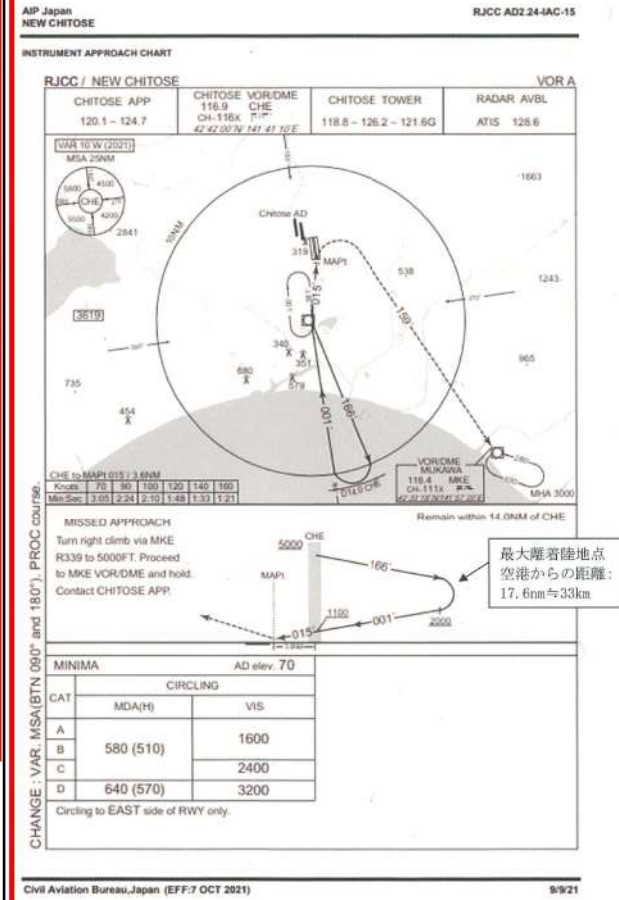 AIP Japan
NEW CHITOSE
RJCC AD2.24-IAC-15
INSTRUMENT APPROACH CHART
RJCC / NEW CHITOSE
VOR A
CHITOSE APP
120.1 – 124.7
CHITOSE VOR/DME
116.9 CHE
CH-116X
42°42'00"N/ 141°41'10"E
CHITOSE TOWER
118.8 – 126.2 – 121.6G
RADAR AVBL
ATIS 128.6
VAR 10°W (2021)
MSA 25NM
CHE
4500
4200
2841
10NM
Chitose AD
319
MAPt
1663
538
1243
3619
015°
159°
340
351
680
579
965
735
454
001°
166°
D14.0 CHE
VOR/DME
MUKAWA
116.4 MKE
CH-111X
MHA 3000
CHE to MAPt 015°/ 3.6NM
Knots 70 90 100 120 140 160
Min:Sec 3:05 2:24 2:10 1:48 1:33 1:21
MISSED APPROACH
Turn right climb via MKE
R339 to 5000FT. Proceed
to MKE VOR/DME and hold.
Contact CHITOSE APP.
Remain within 14.0NM of CHE
5000
CHE
MAPt
166°
1100
001°
2000
015°
最大離着陸地点
空港からの距離:
17.6nm≒33km
MINIMA
AD elev. 70
CAT
CIRCLING
MDA(H)
VIS
A
B
580 (510)
1600
C
2400
D
640 (570)
3200
Circling to EAST side of RWY only.
CHANGE : VAR. MSA(BTN 090° and 180°). PROC course.
Civil Aviation Bureau,Japan (EFF:7 OCT 2021)
9/9/21